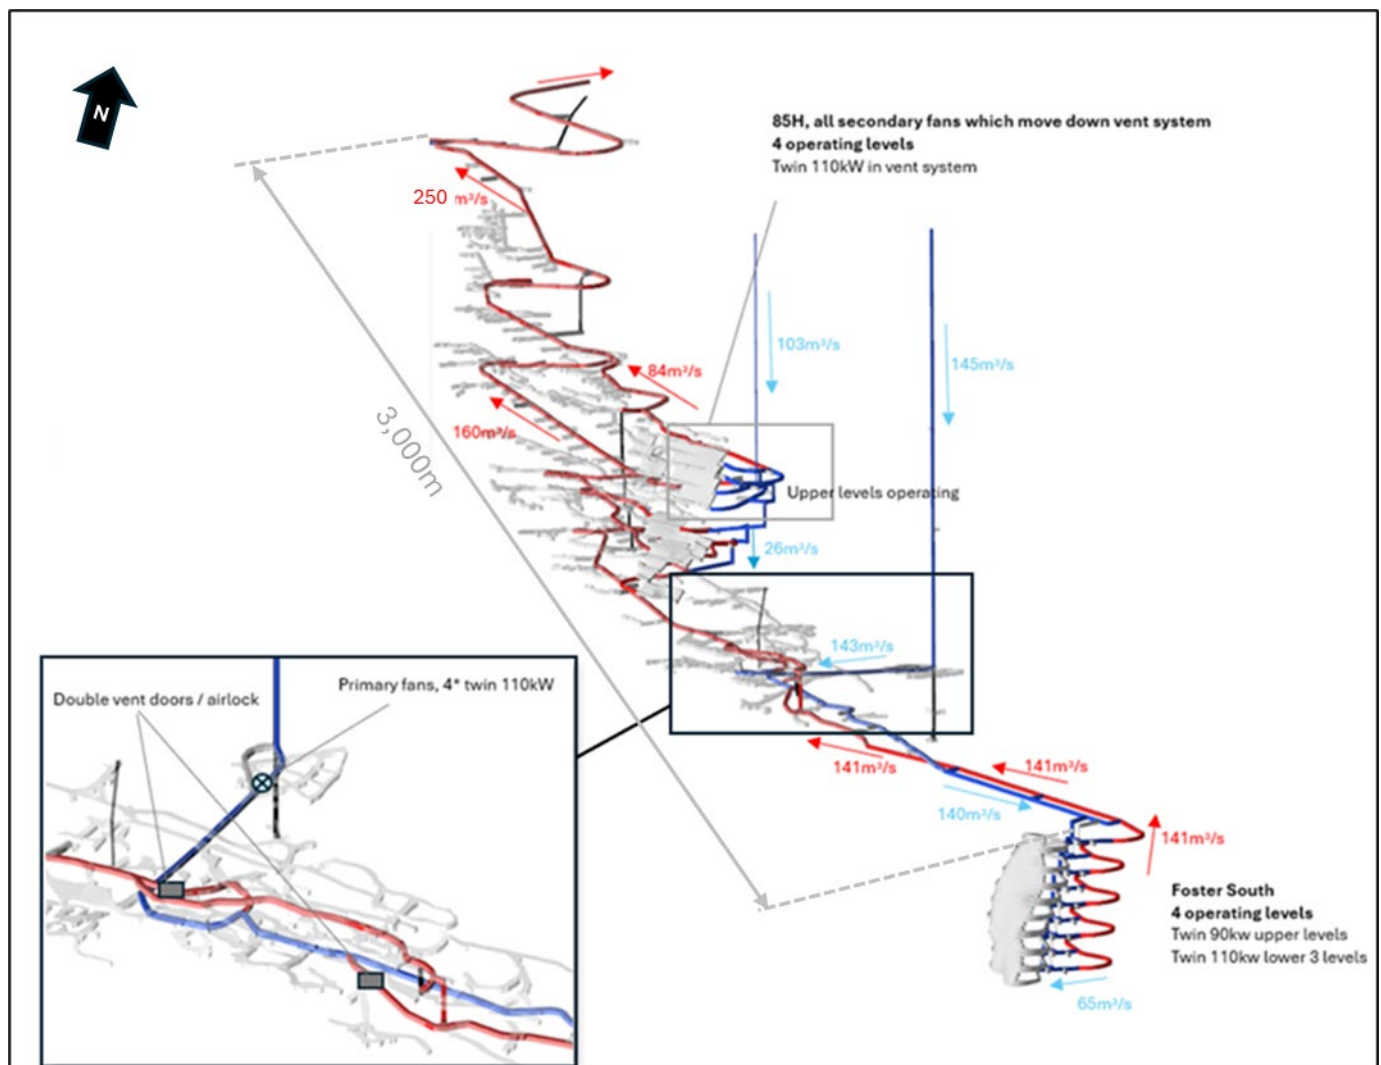 N
85H, all secondary fans which move down vent system
4 operating levels
Twin 110kW in vent system
250 m³/s
103m³/s
145m³/s
84m³/s
160m³/s
3,000m
Upper levels operating
26m³/s
143m³/s
Double vent doors / airlock
Primary fans, 4* twin 110kW
141m³/s
141m³/s
140m³/s
141m³/s
Foster South
4 operating levels
Twin 90kw upper levels
Twin 110kw lower 3 levels
65m³/s